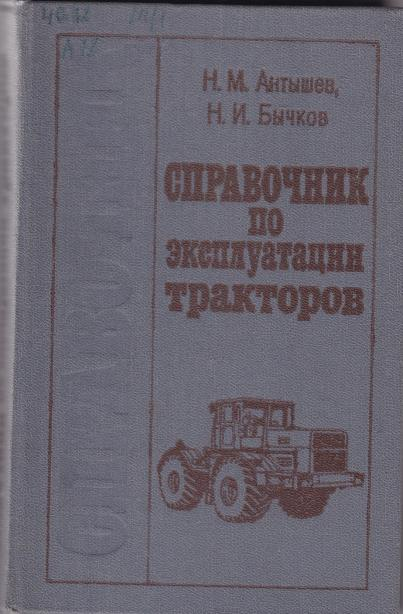 Н. М. Антышев,
Н. И. Бычков
СПРАВОЧНИК
ПО
ЭКСПЛУАТАЦИИ
ТРАКТОРОВ
СПРАВОЧНИК